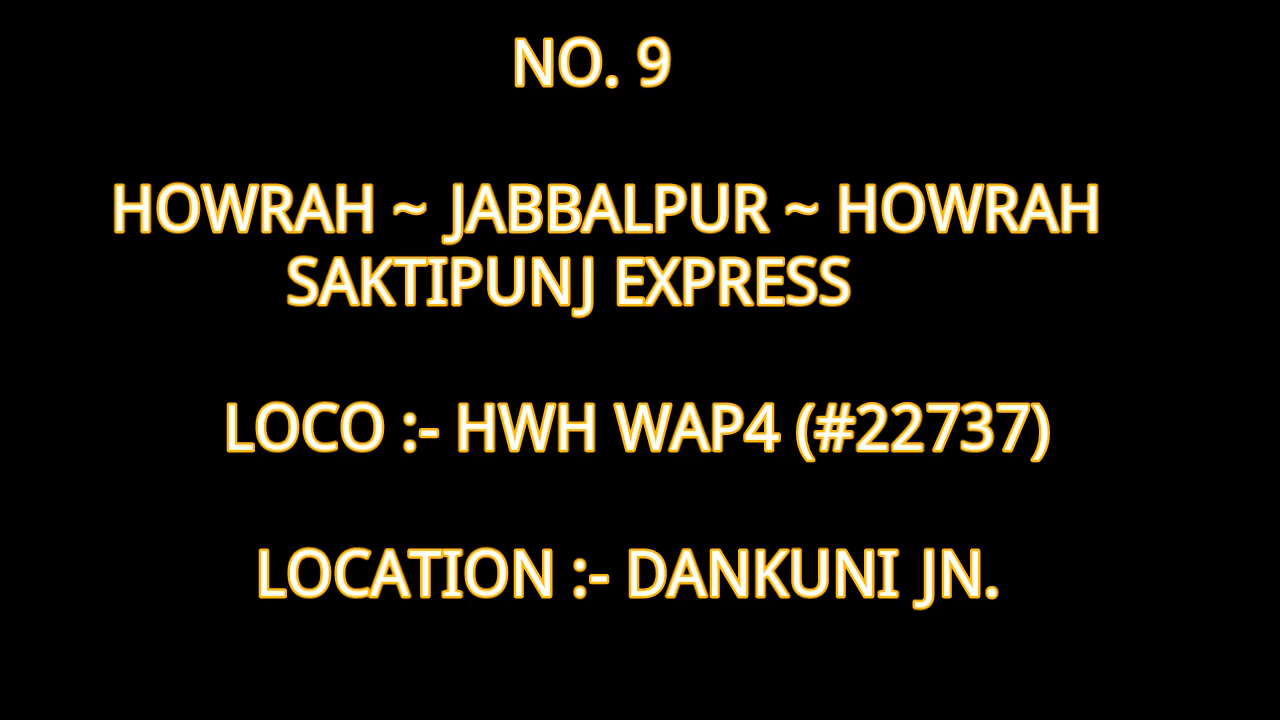 NO. 9
HOWRAH ~ JABBALPUR ~ HOWRAH
SAKTIPUNJ EXPRESS
LOCO :- HWH WAP4 (#22737)
LOCATION :- DANKUNI JN.